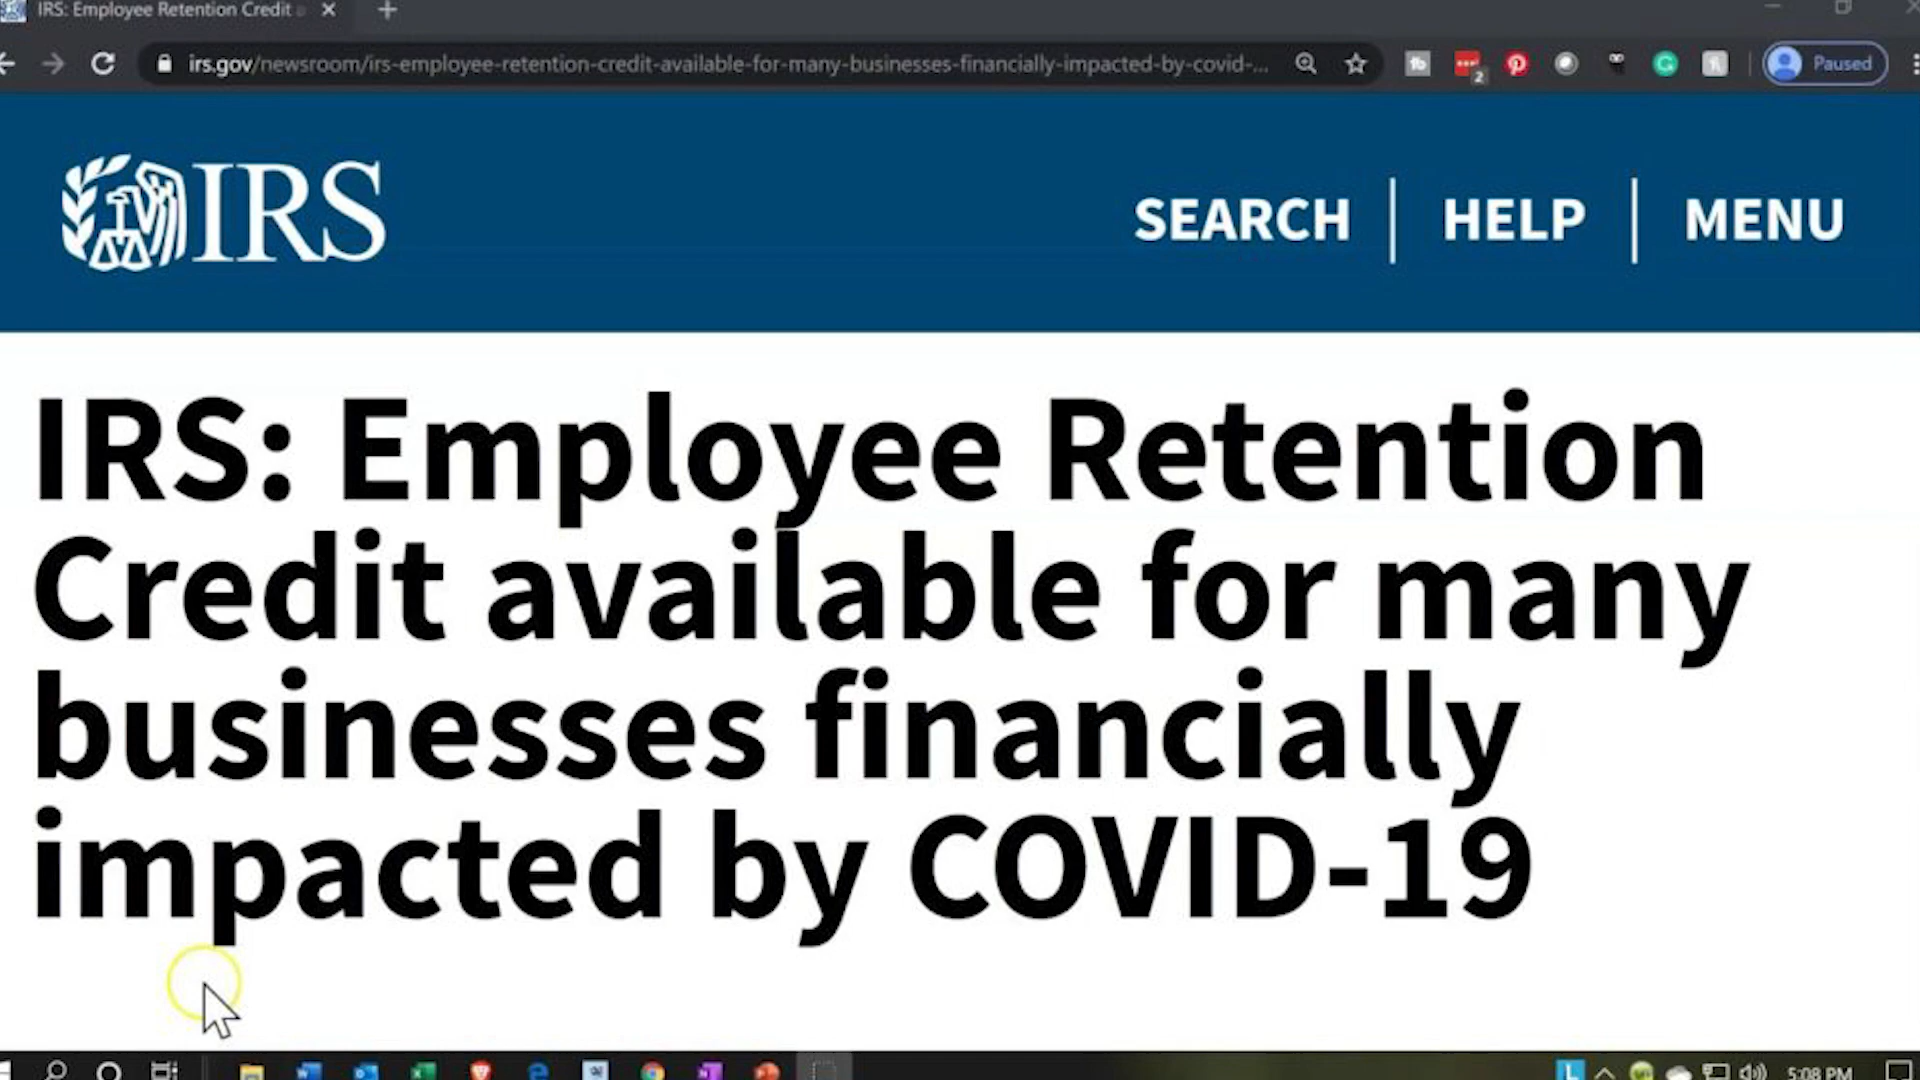 IRS: Employee Retention Credit
irs.gov/newsroom/irs-employee-retention-credit-available-for-many-businesses-financially-impacted-by-covid-...
2
Paused
IRS
SEARCH | HELP | MENU
IRS: Employee Retention
Credit available for many
businesses financially
impacted by COVID-19
5:08 PM